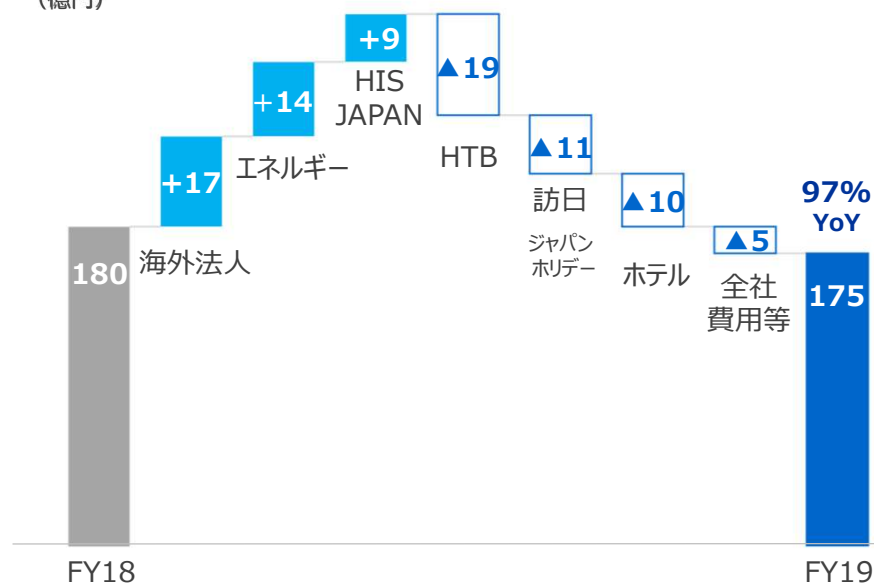 (億円)
180
+17
海外法人
+14
エネルギー
+9
HIS
JAPAN
▲19
HTB
▲11
訪日
ジャパン
ホリデー
▲10
ホテル
▲5
全社
費用等
97%
YoY
175
FY18
FY19